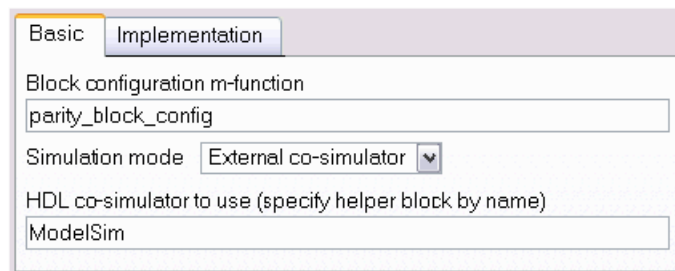 Basic Implementation
Block configuration m-function
parity_block_config
Simulation mode External co-simulator
HDL co-simulator to use (specify helper block by name)
ModelSim